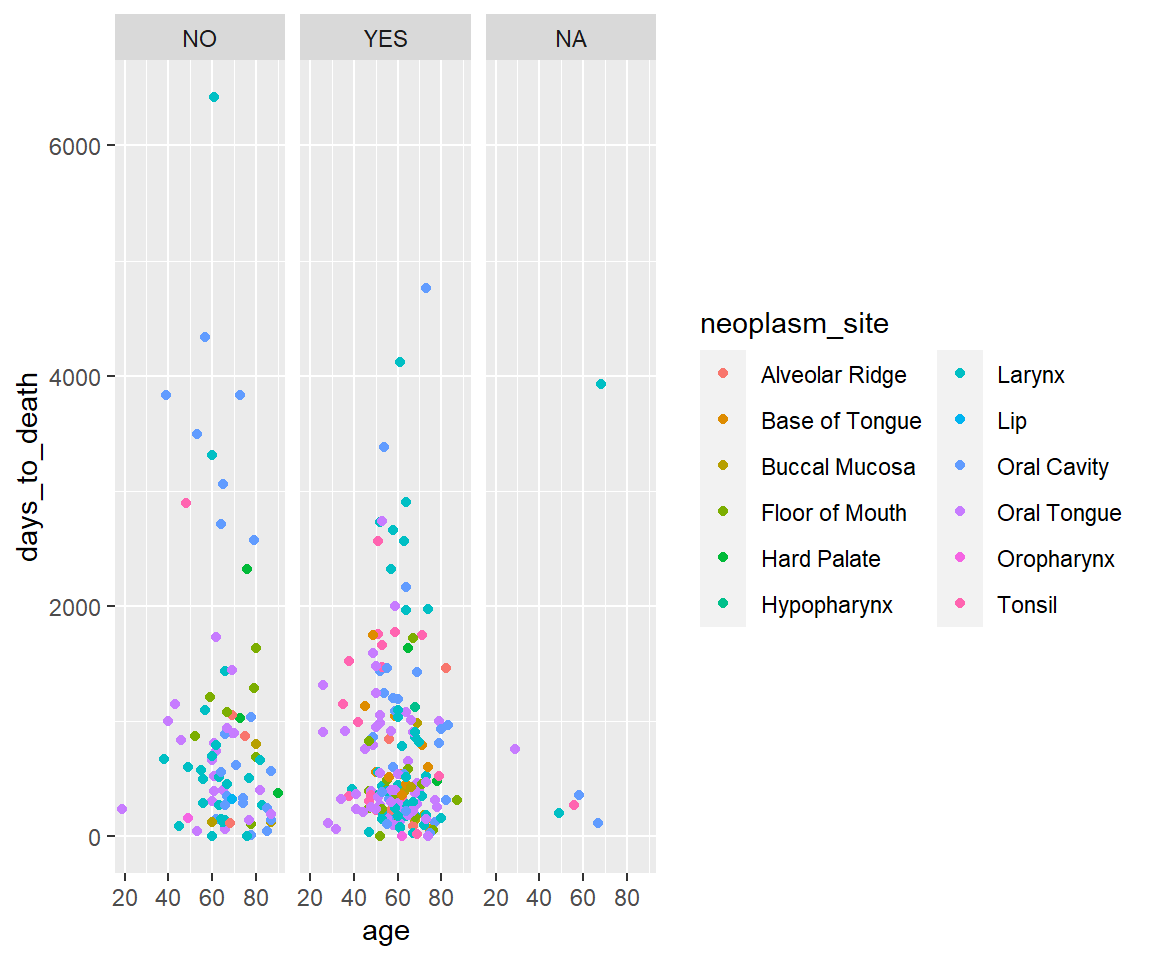 NO YES NA
6000
4000
2000
0
days_to_death
20 40 60 80 20 40 60 80 20 40 60 80
age
neoplasm_site
Alveolar Ridge
Base of Tongue
Buccal Mucosa
Floor of Mouth
Hard Palate
Hypopharynx
Larynx
Lip
Oral Cavity
Oral Tongue
Oropharynx
Tonsil